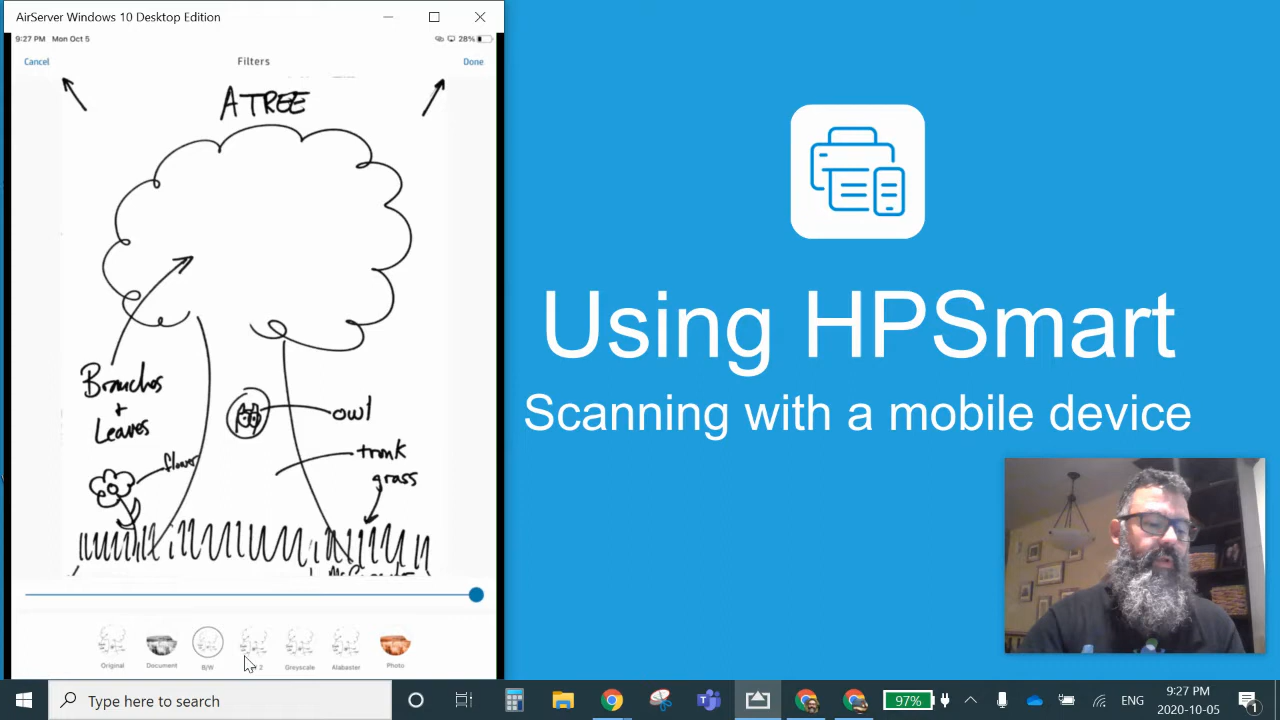 AirServer Windows 10 Desktop Edition
9:27 PM Mon Oct 5
28%
Cancel
Filters
Done
A TREE
Branches
+
Leaves
owl
trunk
flower
grass
Original
Document
B/W
2
Greyscale
Alabaster
Photo
Using HPSmart
Scanning with a mobile device
Type here to search
97%
ENG
9:27 PM
2020-10-05
1